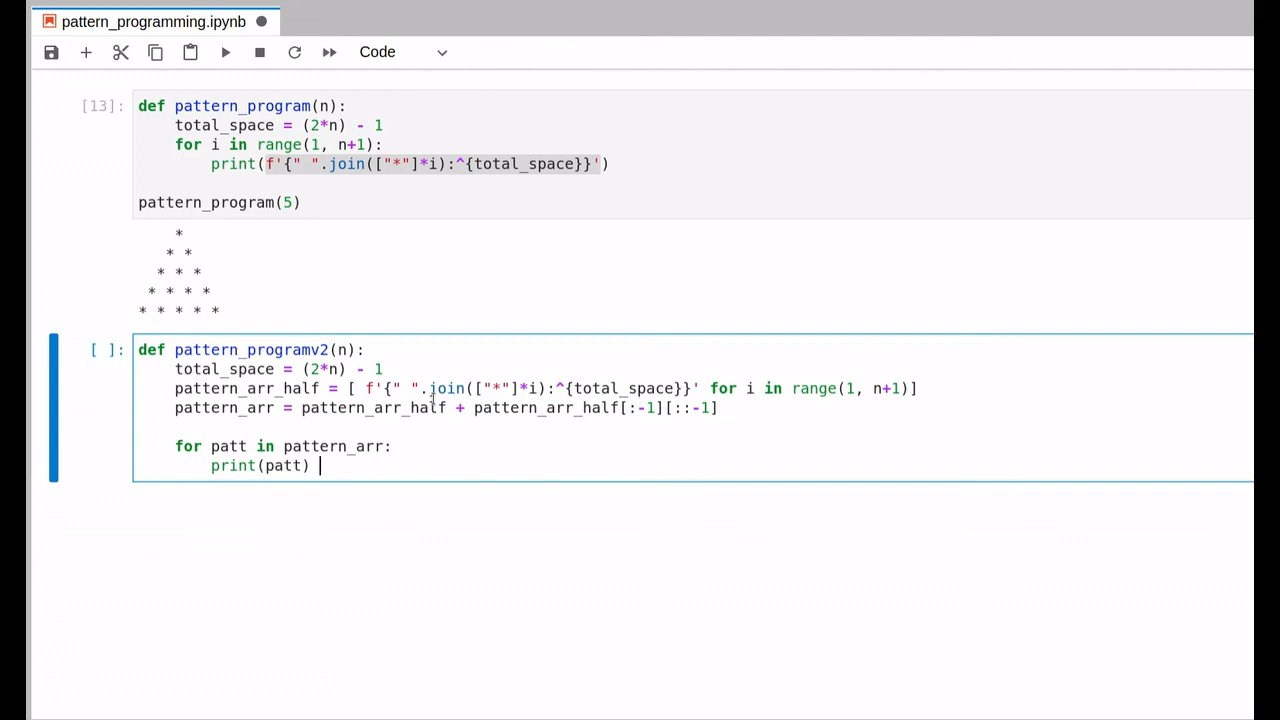 pattern_programming.ipynb
Code
[13]:
def pattern_program(n):
    total_space = (2*n) - 1
    for i in range(1, n+1):
        print(f'{" ".join(["*"]*i):^{total_space}}')

pattern_program(5)
    *
   * *
  * * *
 * * * *
* * * * *
[ ]:
def pattern_programv2(n):
    total_space = (2*n) - 1
    pattern_arr_half = [ f'{" ".join(["*"]*i):^{total_space}}' for i in range(1, n+1)]
    pattern_arr = pattern_arr_half + pattern_arr_half[:-1][::-1]

    for patt in pattern_arr:
        print(patt)